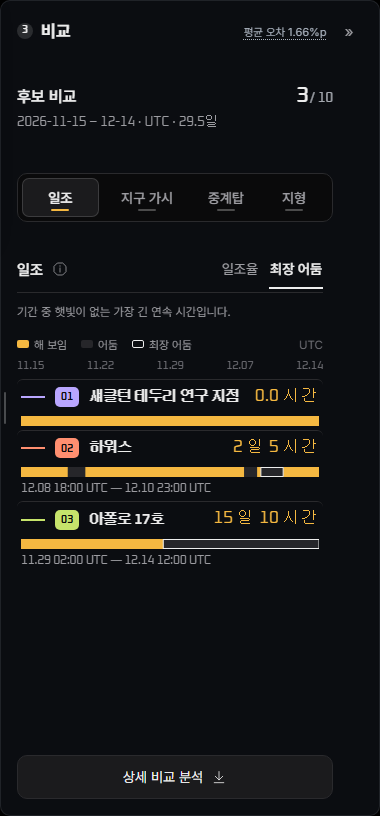 3 비교 평균 오차 1.66%p »
후보 비교 3 / 10
2026-11-15 – 12-14 · UTC · 29.5일
일조 지구 가시 중계탑 지형
일조 일조율 최장 어둠
기간 중 햇빛이 없는 가장 긴 연속 시간입니다.
해 보임 어둠 최장 어둠 UTC
11.15 11.22 11.29 12.07 12.14
01 섀클턴 테두리 연구 지점 0.0 시간
02 하워스 2 일 5 시간
12.08 18:00 UTC — 12.10 23:00 UTC
03 아폴로 17호 15 일 10 시간
11.29 02:00 UTC — 12.14 12:00 UTC
상세 비교 분석